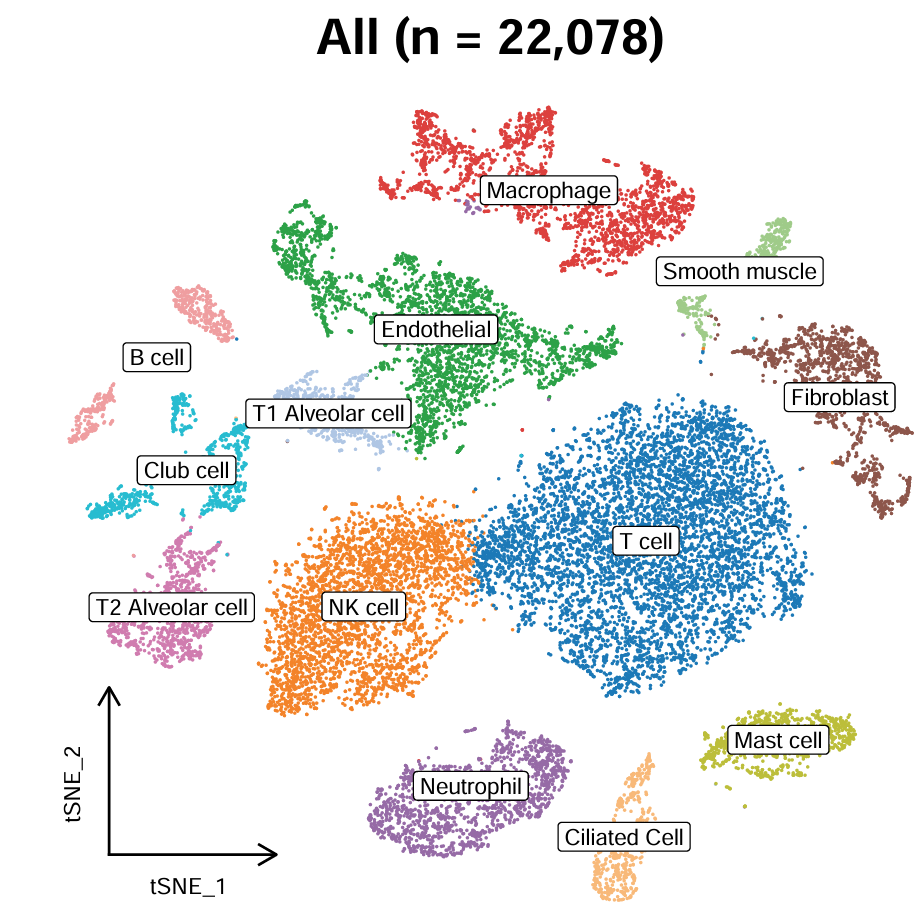 All (n = 22,078)
Macrophage
Smooth muscle
Endothelial
B cell
Fibroblast
T1 Alveolar cell
Club cell
T cell
T2 Alveolar cell
NK cell
Mast cell
Neutrophil
Ciliated Cell
tSNE_2
tSNE_1